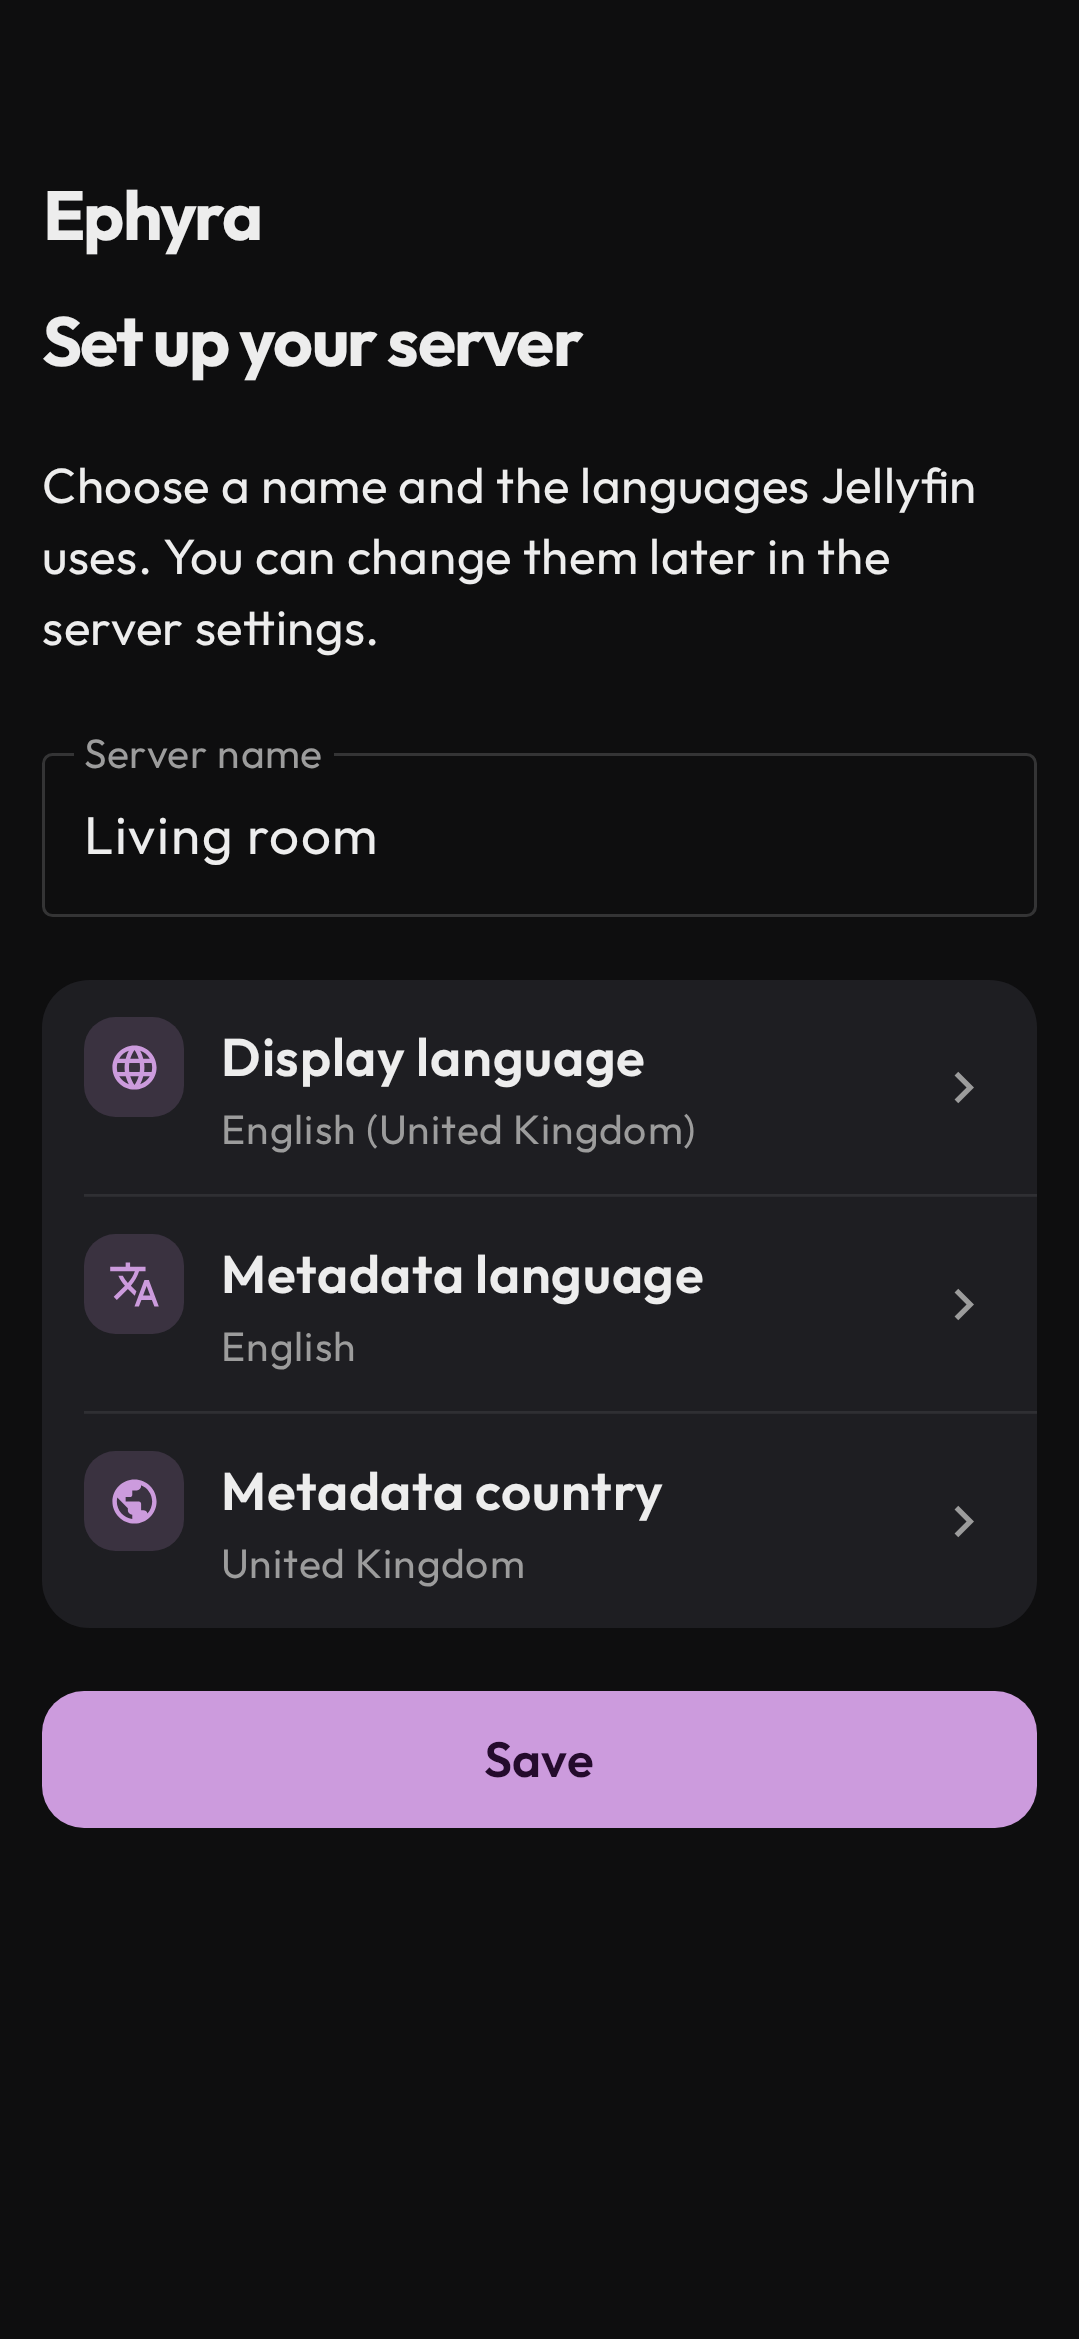 Ephyra
Set up your server
Choose a name and the languages Jellyfin
uses. You can change them later in the
server settings.
Server name
Living room
Display language
English (United Kingdom)
Metadata language
English
Metadata country
United Kingdom
Save